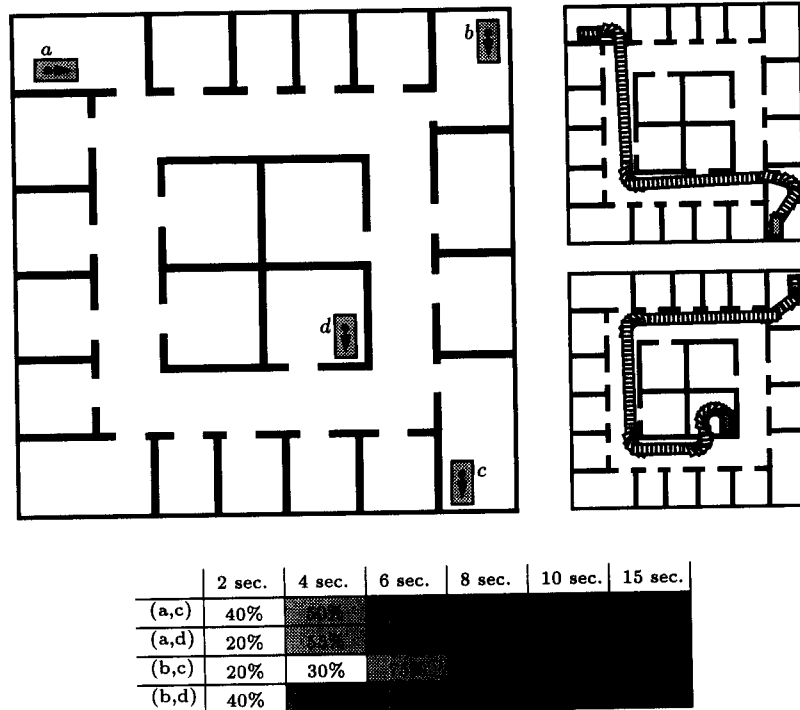 a
b
d
c
2 sec. 4 sec. 6 sec. 8 sec. 10 sec. 15 sec.
(a,c) 40%
(a,d) 20%
(b,c) 20% 30%
(b,d) 40%